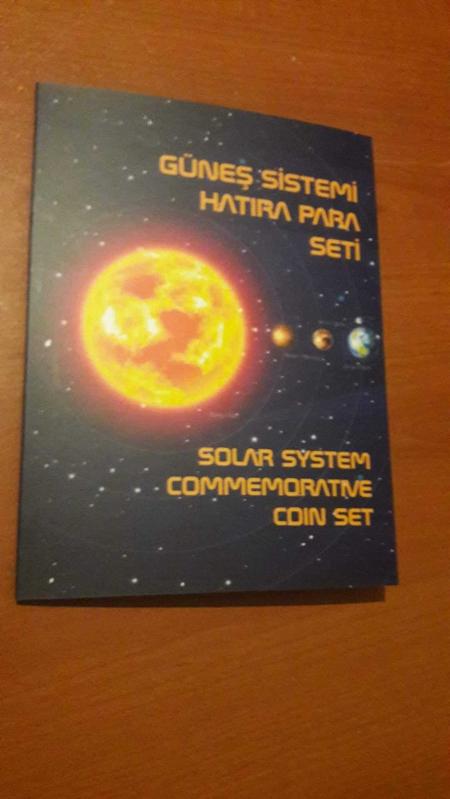 GÜNEŞ SİSTEMİ
HATIRA PARA
SETİ
SOLAR SYSTEM
COMMEMORATIVE
COIN SET